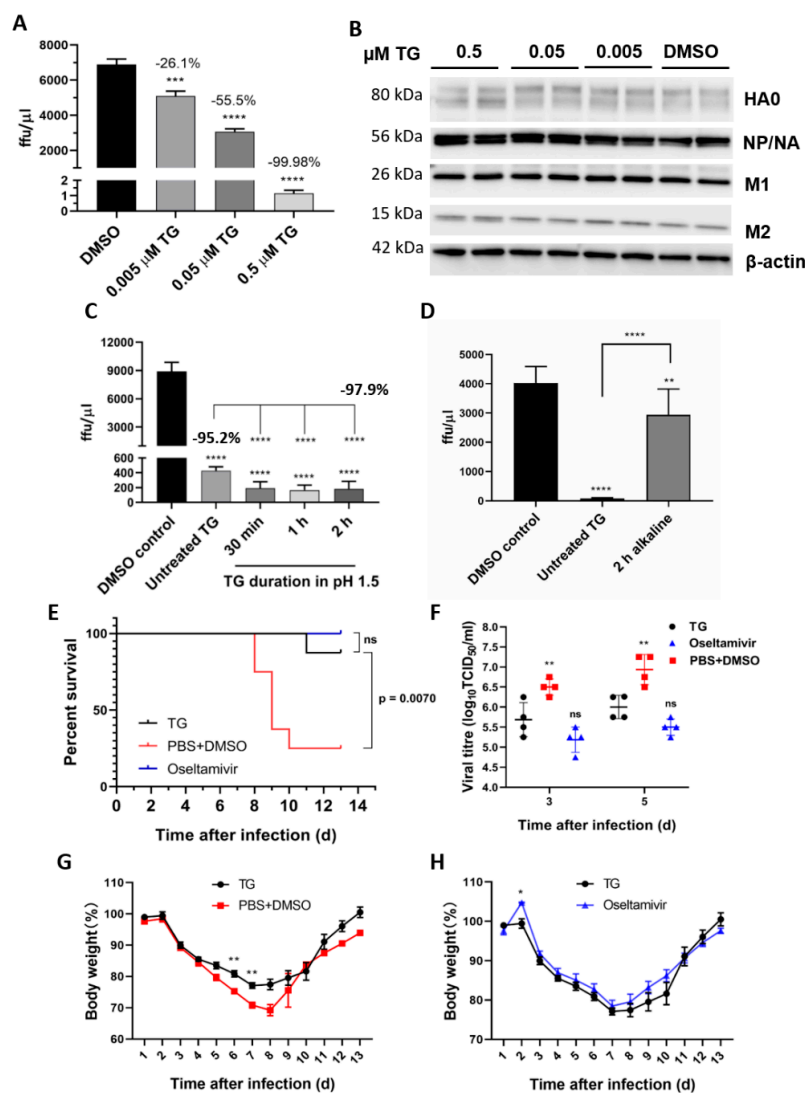 A
ffu/µl
8000
6000
4000
2000
2
1
0
-26.1%
***
-55.5%
****
-99.98%
****
DMSO
0.005 µM TG
0.05 µM TG
0.5 µM TG
B
µM TG
0.5
0.05
0.005
DMSO
80 kDa
HA0
56 kDa
NP/NA
26 kDa
M1
15 kDa
M2
42 kDa
β-actin
C
ffu/µl
12000
9000
6000
3000
600
400
200
0
-97.9%
-95.2%
**** **** ****
**** **** **** ****
DMSO control
Untreated TG
30 min
1 h
2 h
TG duration in pH 1.5
D
ffu/µl
5000
4000
3000
2000
1000
0
****
**
****
DMSO control
Untreated TG
2 h alkaline
E
Percent survival
100
50
0
ns
p = 0.0070
TG
PBS+DMSO
Oseltamivir
0 2 4 6 8 10 12 14
Time after infection (d)
F
TG
Oseltamivir
PBS+DMSO
Viral titre (log10TCID50/ml)
8.0
7.5
7.0
6.5
6.0
5.5
5.0
4.5
4.0
**
ns
**
ns
3 5
Time after infection (d)
G
TG
PBS+DMSO
Body weight (%)
110
100
90
80
70
60
** **
1 2 3 4 5 6 7 8 9 10 11 12 13
Time after infection (d)
H
TG
Oseltamivir
Body weight (%)
110
100
90
80
70
*
1 2 3 4 5 6 7 8 9 10 11 12 13
Time after infection (d)